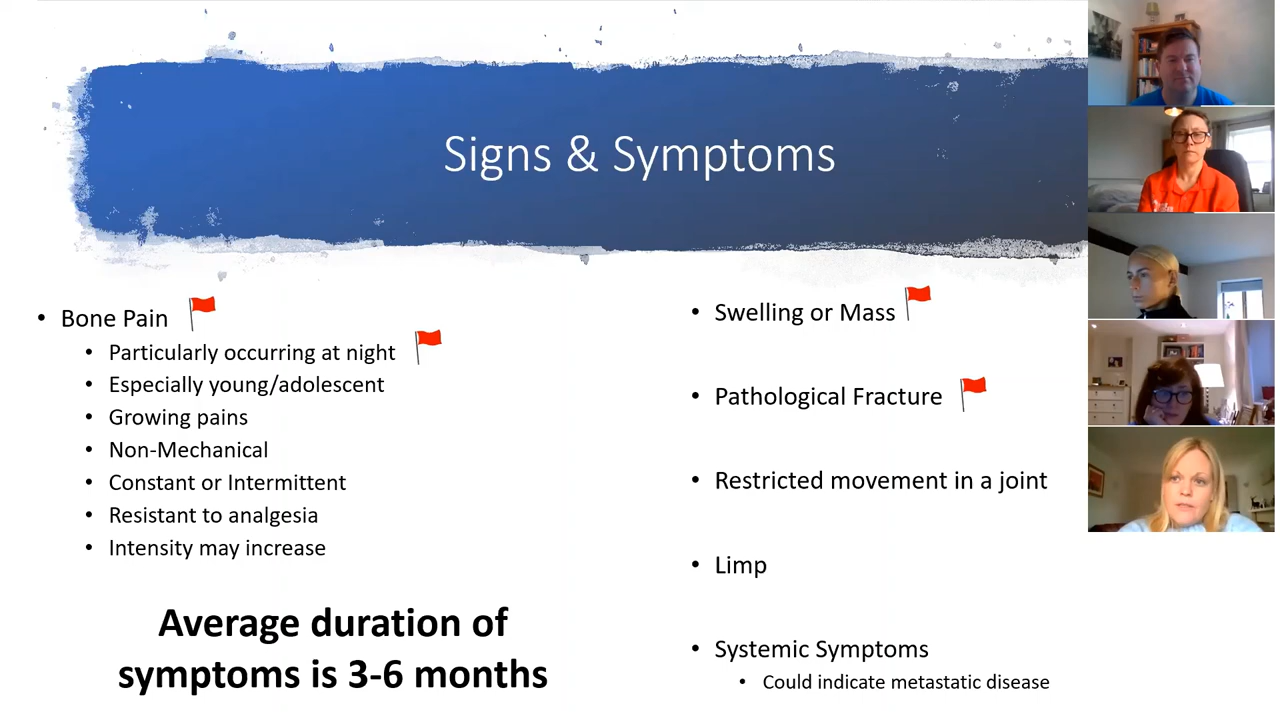 Signs & Symptoms
Bone Pain
Particularly occurring at night
Especially young/adolescent
Growing pains
Non-Mechanical
Constant or Intermittent
Resistant to analgesia
Intensity may increase
Average duration of
symptoms is 3-6 months
Swelling or Mass
Pathological Fracture
Restricted movement in a joint
Limp
Systemic Symptoms
Could indicate metastatic disease